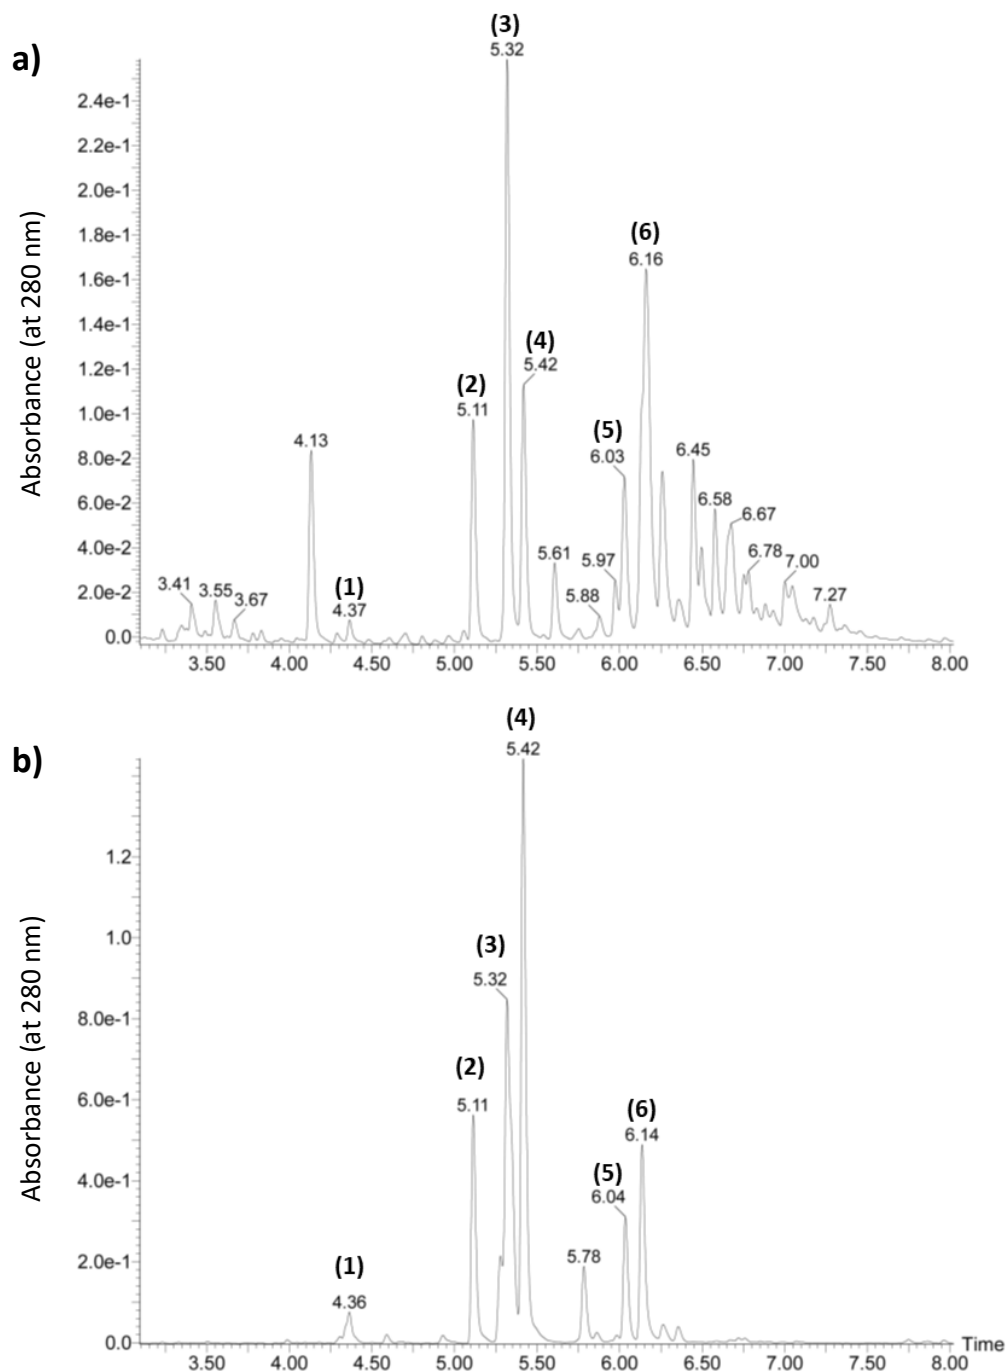 a)
Absorbance (at 280 nm)
2.4e-1
2.2e-1
2.0e-1
1.8e-1
1.6e-1
1.4e-1
1.2e-1
1.0e-1
8.0e-2
6.0e-2
4.0e-2
2.0e-2
0.0
3.41
3.55
3.67
4.13
(1)
4.37
(2)
5.11
(3)
5.32
(4)
5.42
5.61
5.88
5.97
(5)
6.03
(6)
6.16
6.45
6.58
6.67
6.78
7.00
7.27
3.50 4.00 4.50 5.00 5.50 6.00 6.50 7.00 7.50 8.00
b)
Absorbance (at 280 nm)
1.2
1.0
8.0e-1
6.0e-1
4.0e-1
2.0e-1
0.0
(1)
4.36
(2)
5.11
(3)
5.32
(4)
5.42
5.78
(5)
6.04
(6)
6.14
Time
3.50 4.00 4.50 5.00 5.50 6.00 6.50 7.00 7.50 8.00